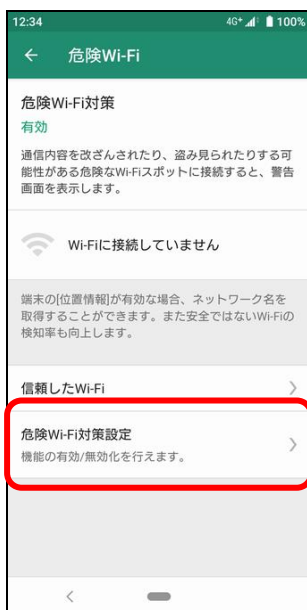 12:34 4G+ 100%
← 危険Wi-Fi
危険Wi-Fi対策
有効
通信内容を改ざんされたり、盗み見られたりする可
能性がある危険なWi-Fiスポットに接続すると、警告
画面を表示します。
Wi-Fiに接続していません
端末の[位置情報]が有効な場合、ネットワーク名を
取得することができます。また安全ではないWi-Fiの
検知率も向上します。
信頼したWi-Fi
危険Wi-Fi対策設定
機能の有効/無効化を行えます。